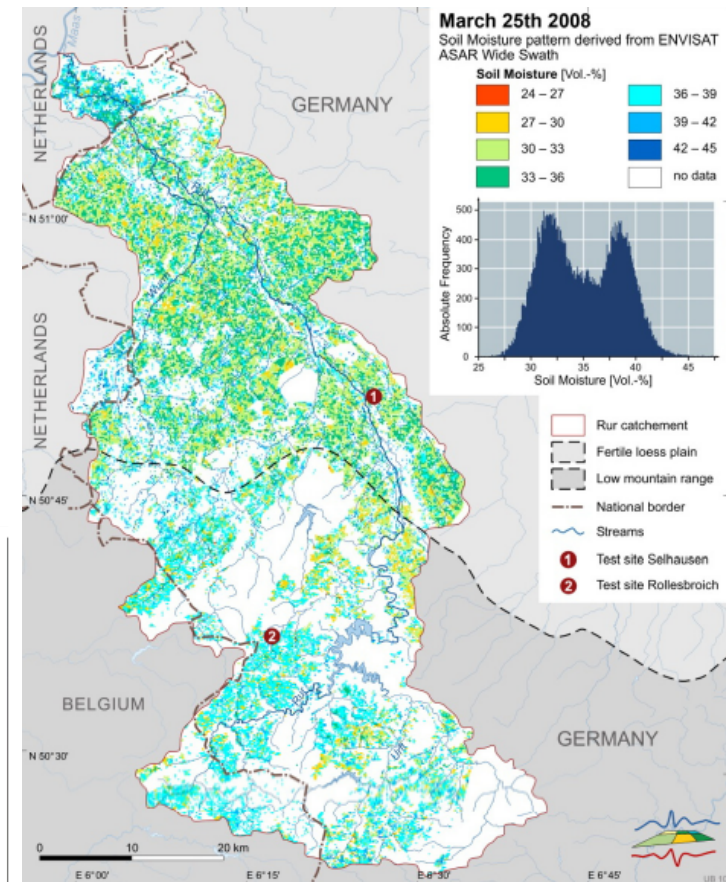 March 25th 2008
Soil Moisture pattern derived from ENVISAT
ASAR Wide Swath
Soil Moisture [Vol.-%]
24 – 27
27 – 30
30 – 33
33 – 36
36 – 39
39 – 42
42 – 45
no data
500
400
300
200
100
0
Absolute Frequency
25 30 35 40 45
Soil Moisture [Vol.-%]
Rur catchement
Fertile loess plain
Low mountain range
National border
Streams
1 Test site Selhausen
2 Test site Rollesbroich
Maas
NETHERLANDS
GERMANY
N 51°00'
NETHERLANDS
1
N 50°45'
2
BELGIUM
Rur
Urft
GERMANY
N 50°30'
0 10 20 km
E 6°00' E 6°15' E 6°30' E 6°45'